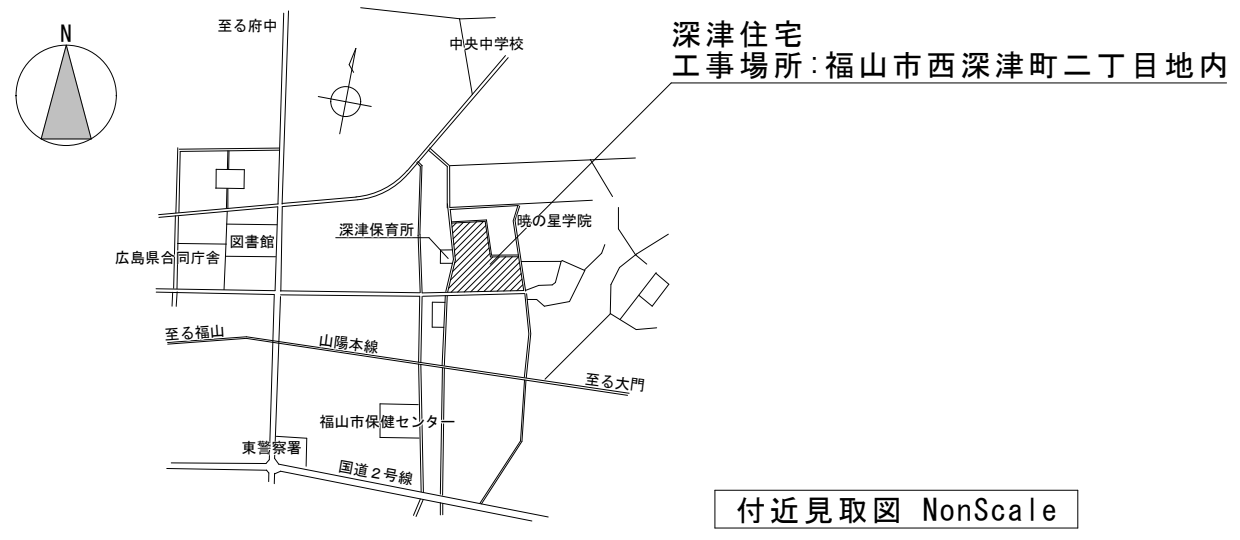 N
至る府中
中央中学校
深津住宅
工事場所:福山市西深津町二丁目地内
暁の星学院
深津保育所
図書館
広島県合同庁舎
至る福山
山陽本線
至る大門
福山市保健センター
東警察署
国道２号線
付近見取図 NonScale